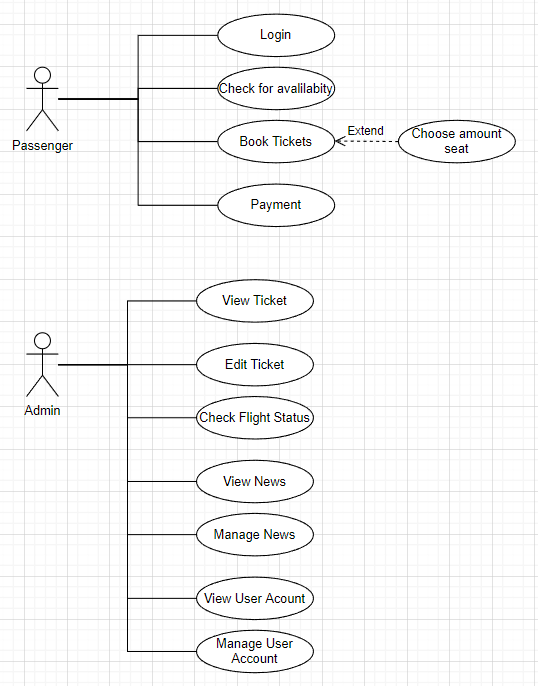 Login
Check for avalilabity
Passenger
Book Tickets
Extend
Choose amount
seat
Payment
View Ticket
Edit Ticket
Admin
Check Flight Status
View News
Manage News
View User Acount
Manage User
Account